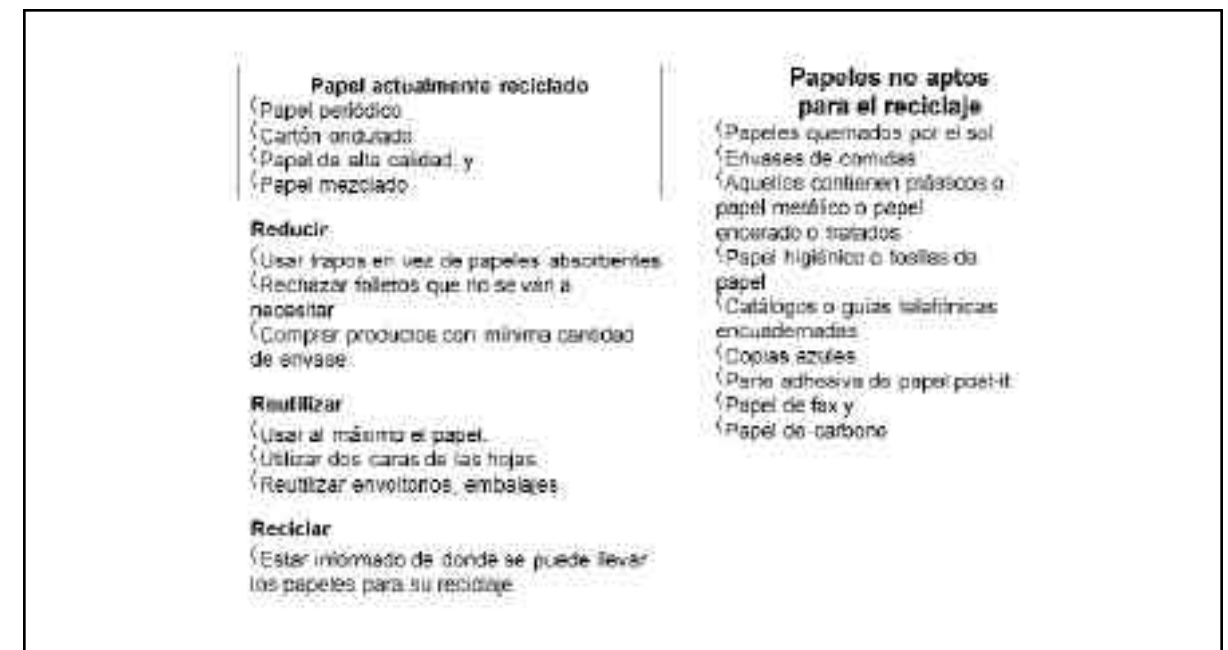 Papel actualmente reciclado
Papel periódico
Cartón ondulado
Papel de alta calidad, y
Papel mezclado
Reducir
Usar trapos en vez de papeles absorbentes
Rechazar folletos que no se van a
necesitar
Comprar productos con mínima cantidad
de envase
Reutilizar
Usar al máximo el papel.
Utilizar dos caras de las hojas
Reutilizar envoltorios, embalajes
Reciclar
Estar informado de donde se puede llevar
los papeles para su reciclaje
Papeles no aptos
para el reciclaje
Papeles quemados por el sol
Envases de comidas
Aquellos contienen plásticos o
papel metálico o papel
encerado o tratados
Papel higiénico o toallas de
papel
Catálogos o guías telefónicas
encuadernadas
Copias azules
Parte adhesiva de papel post-it
Papel de fax y
Papel de carbono